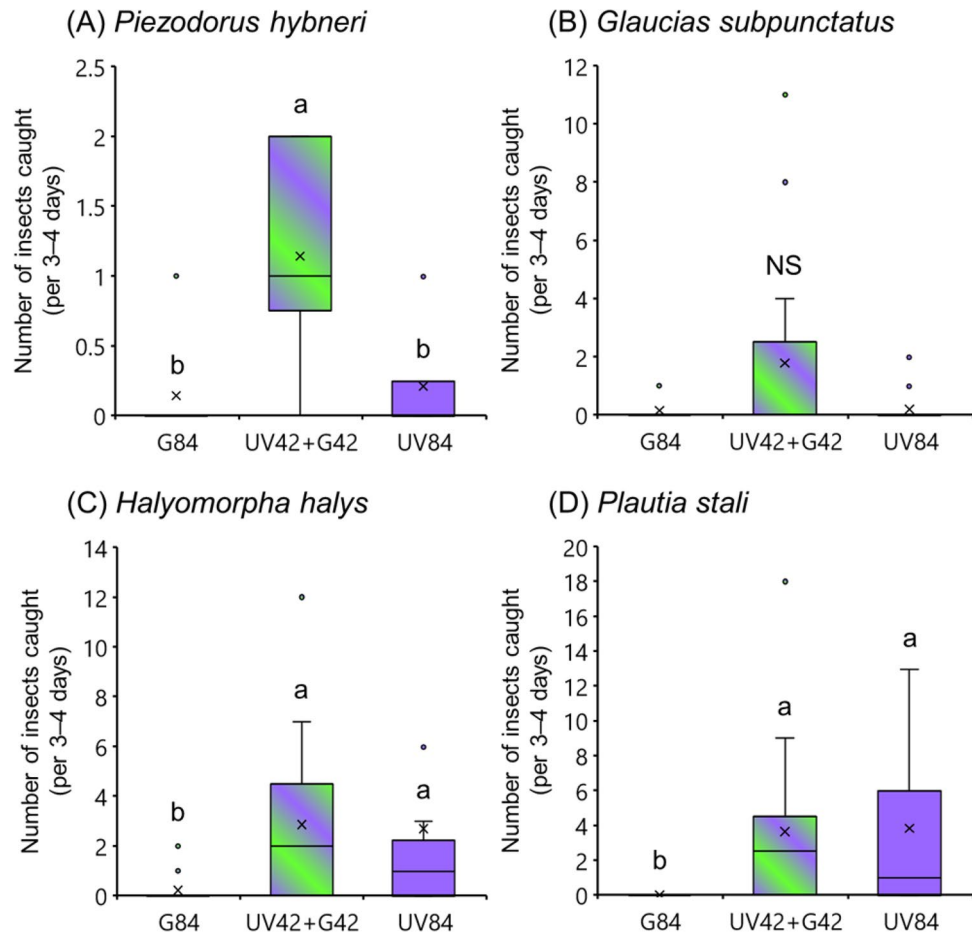 (A) Piezodorus hybneri
Number of insects caught
(per 3–4 days)
2.5
2
1.5
1
0.5
0
b
a
b
G84
UV42+G42
UV84
(B) Glaucias subpunctatus
Number of insects caught
(per 3–4 days)
12
10
8
6
4
2
0
NS
G84
UV42+G42
UV84
(C) Halyomorpha halys
Number of insects caught
(per 3–4 days)
14
12
10
8
6
4
2
0
b
a
a
G84
UV42+G42
UV84
(D) Plautia stali
Number of insects caught
(per 3–4 days)
20
18
16
14
12
10
8
6
4
2
0
b
a
a
G84
UV42+G42
UV84